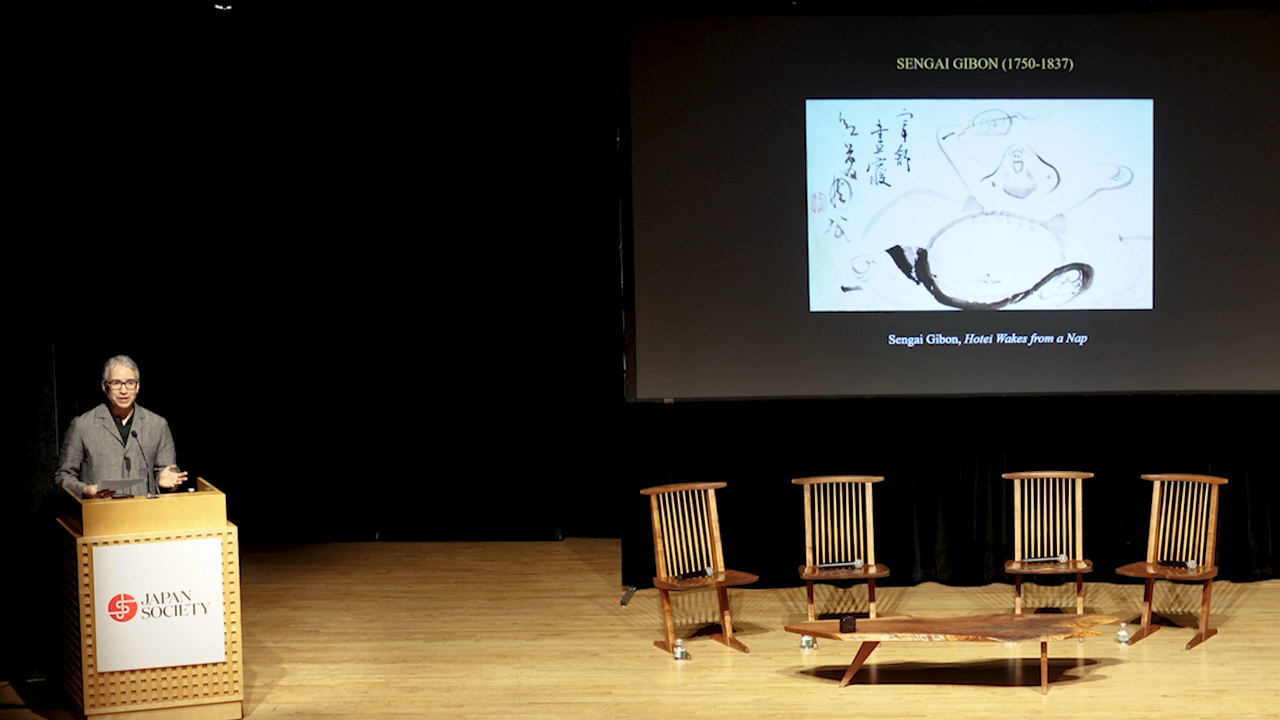 SENGAI GIBON (1750-1837)
Sengai Gibon, Hotei Wakes from a Nap
JAPAN
SOCIETY